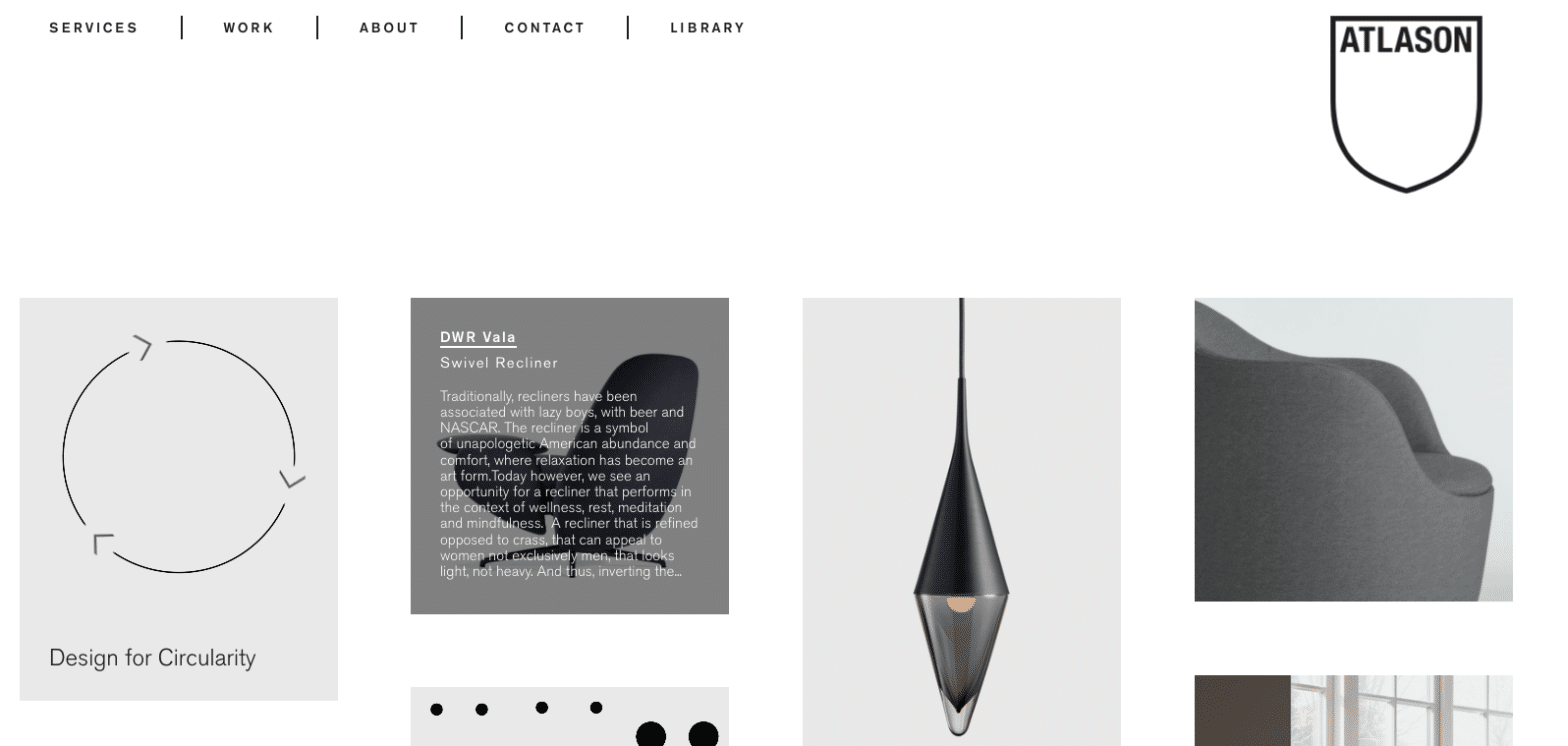 SERVICES
WORK
ABOUT
CONTACT
LIBRARY
ATLASON
Design for Circularity
DWR Vala
Swivel Recliner
Traditionally, recliners have been
associated with lazy boys, with beer and
NASCAR. The recliner is a symbol
of unapologetic American abundance and
comfort, where relaxation has become an
art form.Today however, we see an
opportunity for a recliner that performs in
the context of wellness, rest, meditation
and mindfulness.  A recliner that is refined
opposed to crass, that can appeal to
women not exclusively men, that looks
light, not heavy. And thus, inverting the...